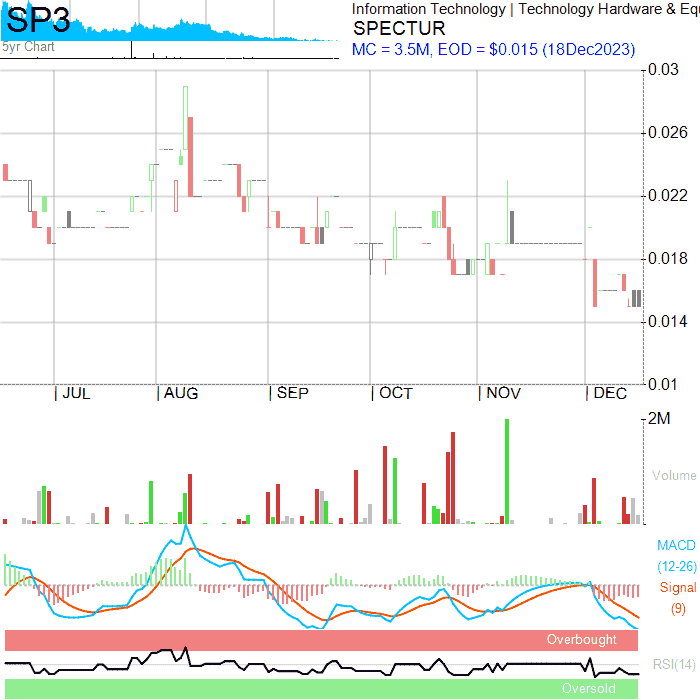 SP3
5yr Chart
Information Technology | Technology Hardware & Equ
SPECTUR
MC = 3.5M, EOD = $0.015 (18Dec2023)
0.03
0.026
0.022
0.018
0.014
0.01
| JUL | AUG | SEP | OCT | NOV | DEC
2M
Volume
MACD
(12-26)
Signal
(9)
Overbought
RSI(14)
Oversold